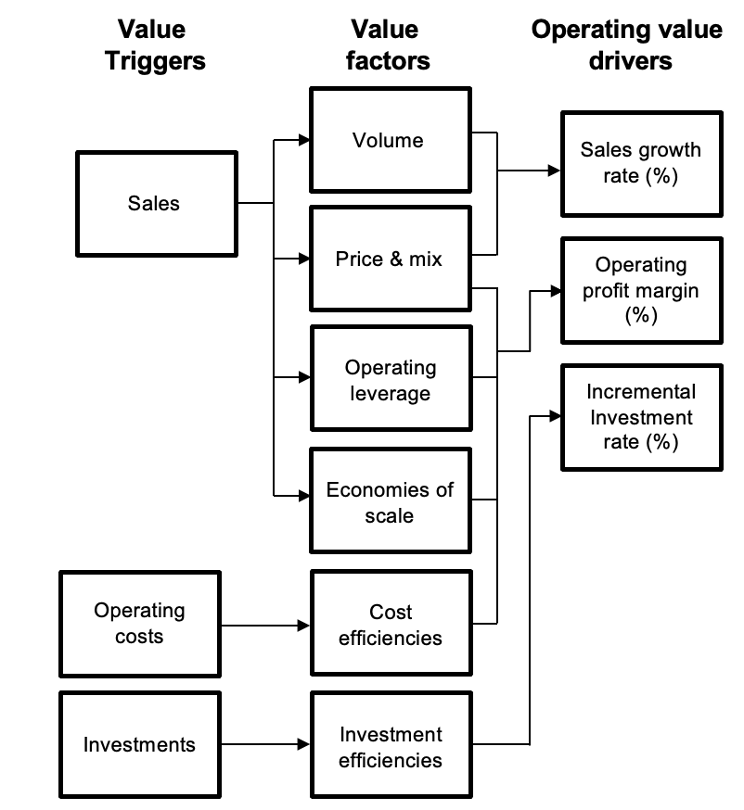 Value
Triggers
Value
factors
Operating value
drivers
Sales
Volume
Price & mix
Operating
leverage
Economies of
scale
Operating
costs
Cost
efficiencies
Investments
Investment
efficiencies
Sales growth
rate (%)
Operating
profit margin
(%)
Incremental
Investment
rate (%)